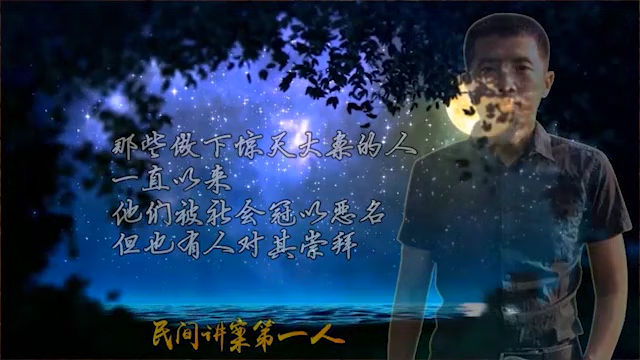 那些做下惊天大案的人
一直以来
他们被社会冠以恶名
但也有人对其崇拜
民间讲案第一人